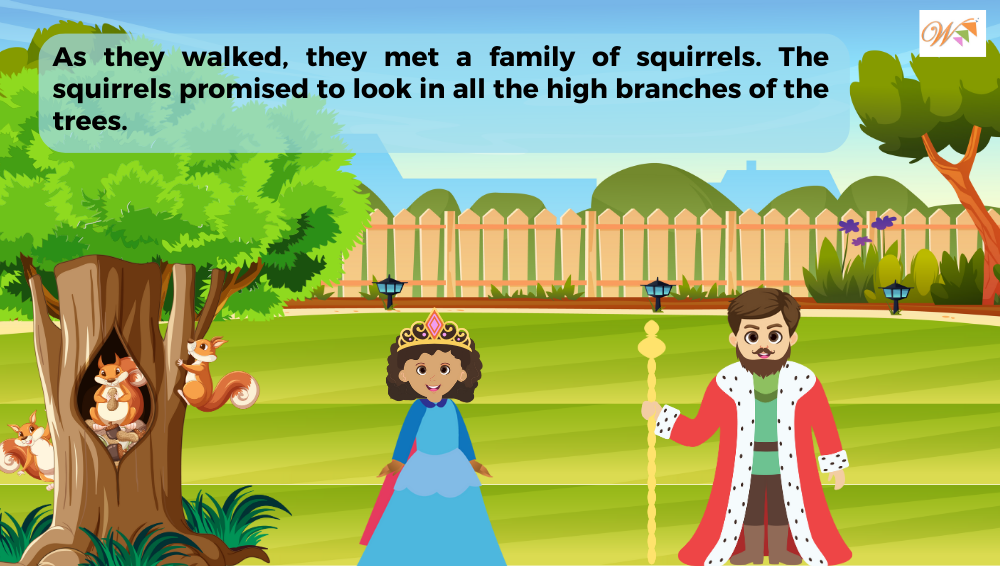 As they walked, they met a family of squirrels. The
squirrels promised to look in all the high branches of the
trees.
W